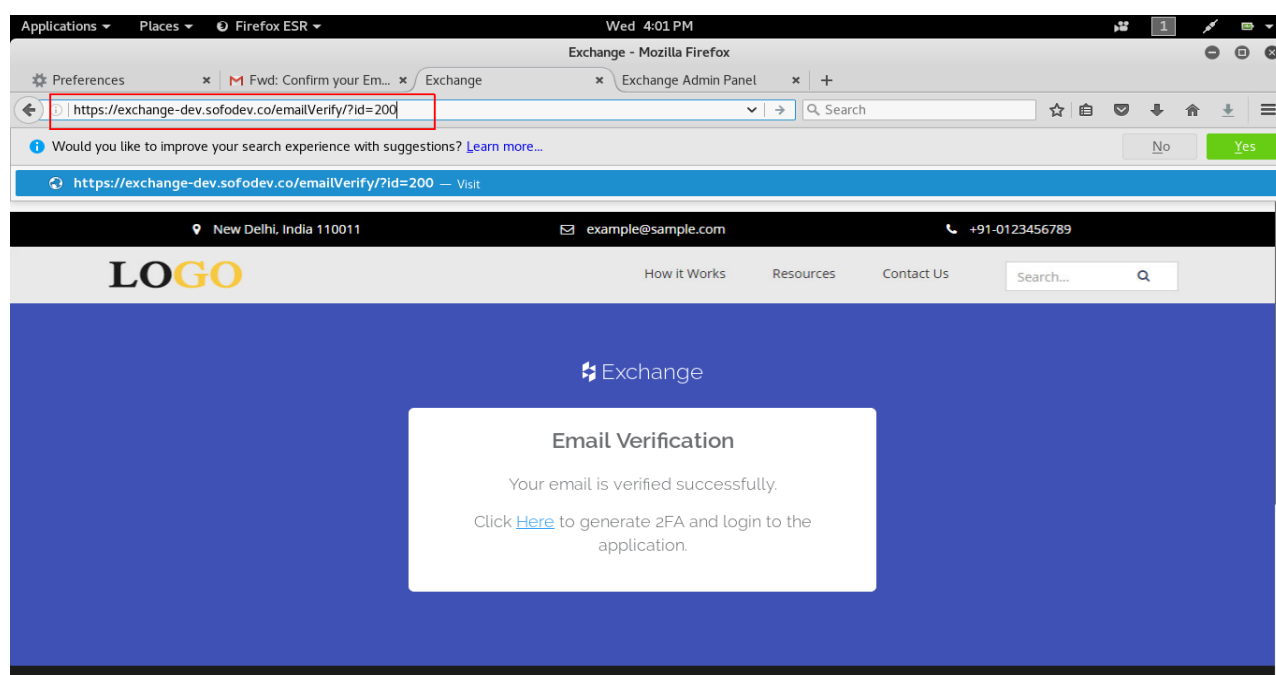 Applications Places Firefox ESR Wed 4:01 PM 1
Exchange - Mozilla Firefox
Preferences Fwd: Confirm your Em... Exchange Exchange Admin Panel
https://exchange-dev.sofodev.co/emailVerify/?id=200 Search
Would you like to improve your search experience with suggestions? Learn more... No Yes
https://exchange-dev.sofodev.co/emailVerify/?id=200 — Visit
New Delhi, India 110011 example@sample.com +91-0123456789
LOGO How it Works Resources Contact Us Search...
Exchange
Email Verification
Your email is verified successfully.
Click Here to generate 2FA and login to the
application.